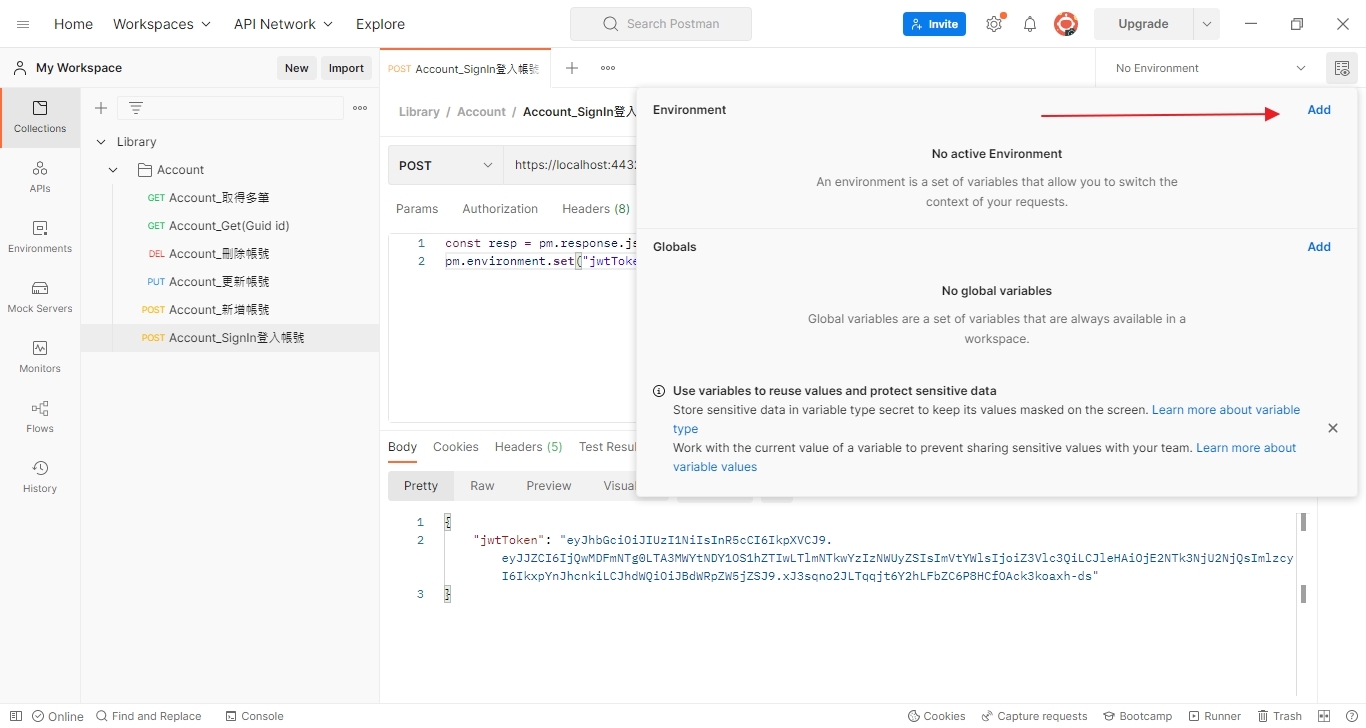 Home Workspaces API Network Explore Search Postman Invite Upgrade
My Workspace New Import POST Account_SignIn登入帳號 No Environment
Collections
APIs
Environments
Mock Servers
Monitors
Flows
History
Library
Account
GET Account_取得多筆
GET Account_Get(Guid id)
DEL Account_刪除帳號
PUT Account_更新帳號
POST Account_新增帳號
POST Account_SignIn登入帳號
Library / Account / Account_SignIn登入
POST https://localhost:4432
Params Authorization Headers (8)
1 const resp = pm.response.js
2 pm.environment.set("jwtToke
Environment Add
No active Environment
An environment is a set of variables that allow you to switch the
context of your requests.
Globals Add
No global variables
Global variables are a set of variables that are always available in a
workspace.
Use variables to reuse values and protect sensitive data
Store sensitive data in variable type secret to keep its values masked on the screen. Learn more about variable
type
Work with the current value of a variable to prevent sharing sensitive values with your team. Learn more about
variable values
Body Cookies Headers (5) Test Resul
Pretty Raw Preview Visual
1 {
2 "jwtToken": "eyJhbGciOiJIUzI1NiIsInR5cCI6IkpXVCJ9.
eyJJZCI6IjQwMDFmNTg0LTA3MWYtNDY1OS1hZTIwLTlmNTkwYzIzNWUyZSIsImVtYWlsIjoiZ3Vlc3QiLCJleHAiOjE2NTk3NjU2NjQsImlzcy
I6IkxpYnJhcnkiLCJhdWQiOiJBdWRpZW5jZSJ9.xJ3sqno2JLTqqjt6Y2hLFbZC6P8HCfOAck3koaxh-ds"
3 }
Online Find and Replace Console Cookies Capture requests Bootcamp Runner Trash